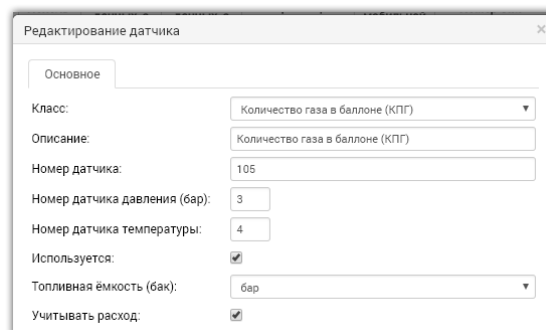 Редактирование датчика
Основное
Класс: Количество газа в баллоне (КПГ)
Описание: Количество газа в баллоне (КПГ)
Номер датчика: 105
Номер датчика давления (бар): 3
Номер датчика температуры: 4
Используется:
Топливная ёмкость (бак): бар
Учитывать расход: